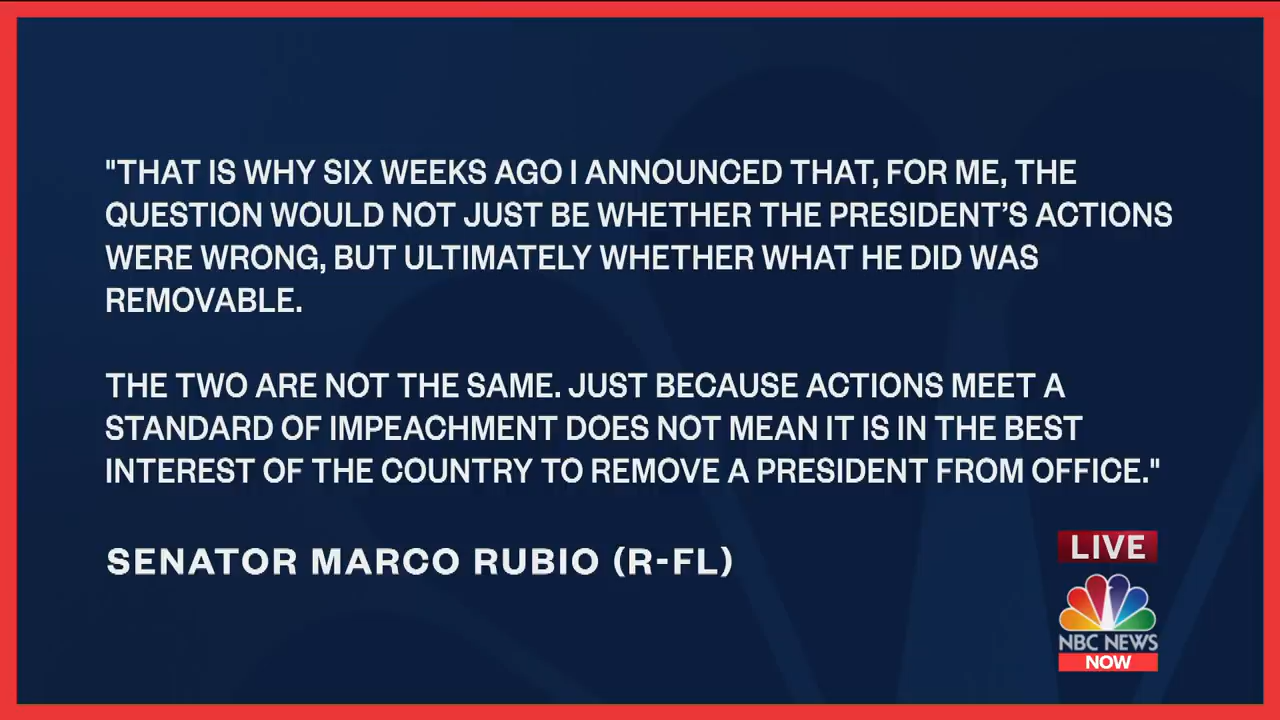 "THAT IS WHY SIX WEEKS AGO I ANNOUNCED THAT, FOR ME, THE
QUESTION WOULD NOT JUST BE WHETHER THE PRESIDENT’S ACTIONS
WERE WRONG, BUT ULTIMATELY WHETHER WHAT HE DID WAS
REMOVABLE.
THE TWO ARE NOT THE SAME. JUST BECAUSE ACTIONS MEET A
STANDARD OF IMPEACHMENT DOES NOT MEAN IT IS IN THE BEST
INTEREST OF THE COUNTRY TO REMOVE A PRESIDENT FROM OFFICE."
SENATOR MARCO RUBIO (R-FL)
LIVE
NBC NEWS
NOW